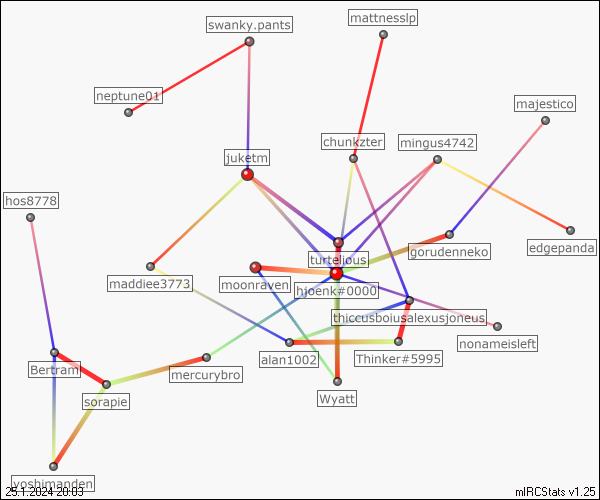 swanky.pants
mattnesslp
neptune01
majestico
chunkzter
mingus4742
juketm
hos8778
turtelious
gorudenneko
edgepanda
maddiee3773
moonraven
hjoenk#0000
thiccusboiusalexusjoneus
nonameisleft
alan1002
Thinker#5995
Bertram
mercurybro
sorapie
Wyatt
yoshimanden
25.1.2024 20:03
mIRCStats v1.25